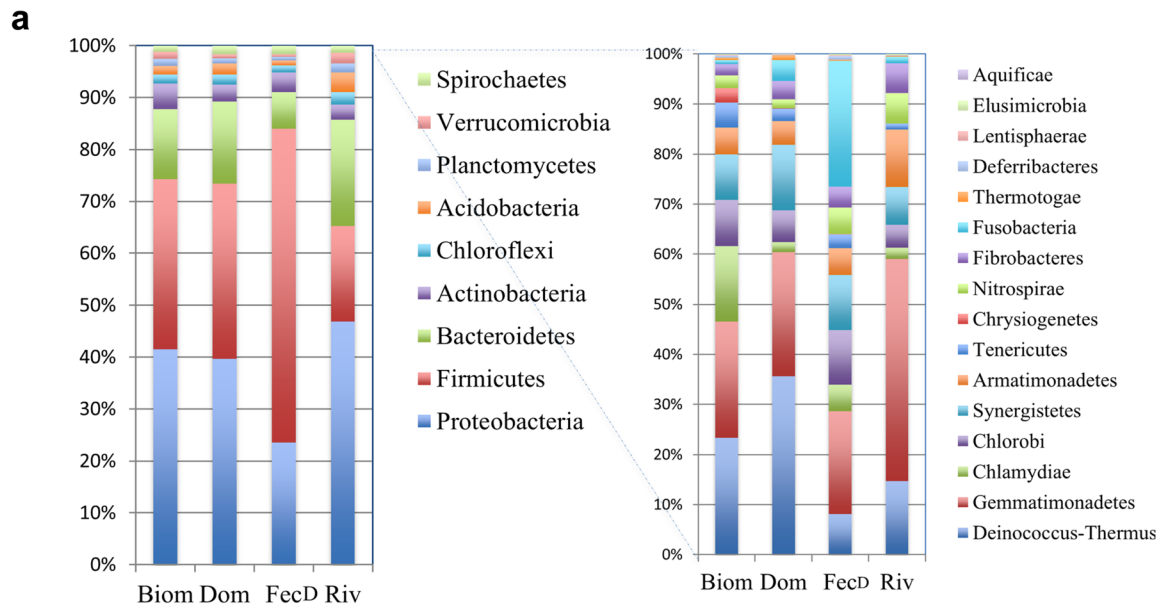 a
100%
90%
80%
70%
60%
50%
40%
30%
20%
10%
0%
Biom Dom FecD Riv
Spirochaetes
Verrucomicrobia
Planctomycetes
Acidobacteria
Chloroflexi
Actinobacteria
Bacteroidetes
Firmicutes
Proteobacteria
100%
90%
80%
70%
60%
50%
40%
30%
20%
10%
0%
Biom Dom FecD Riv
Aquificae
Elusimicrobia
Lentisphaerae
Deferribacteres
Thermotogae
Fusobacteria
Fibrobacteres
Nitrospirae
Chrysiogenetes
Tenericutes
Armatimonadetes
Synergistetes
Chlorobi
Chlamydiae
Gemmatimonadetes
Deinococcus-Thermus